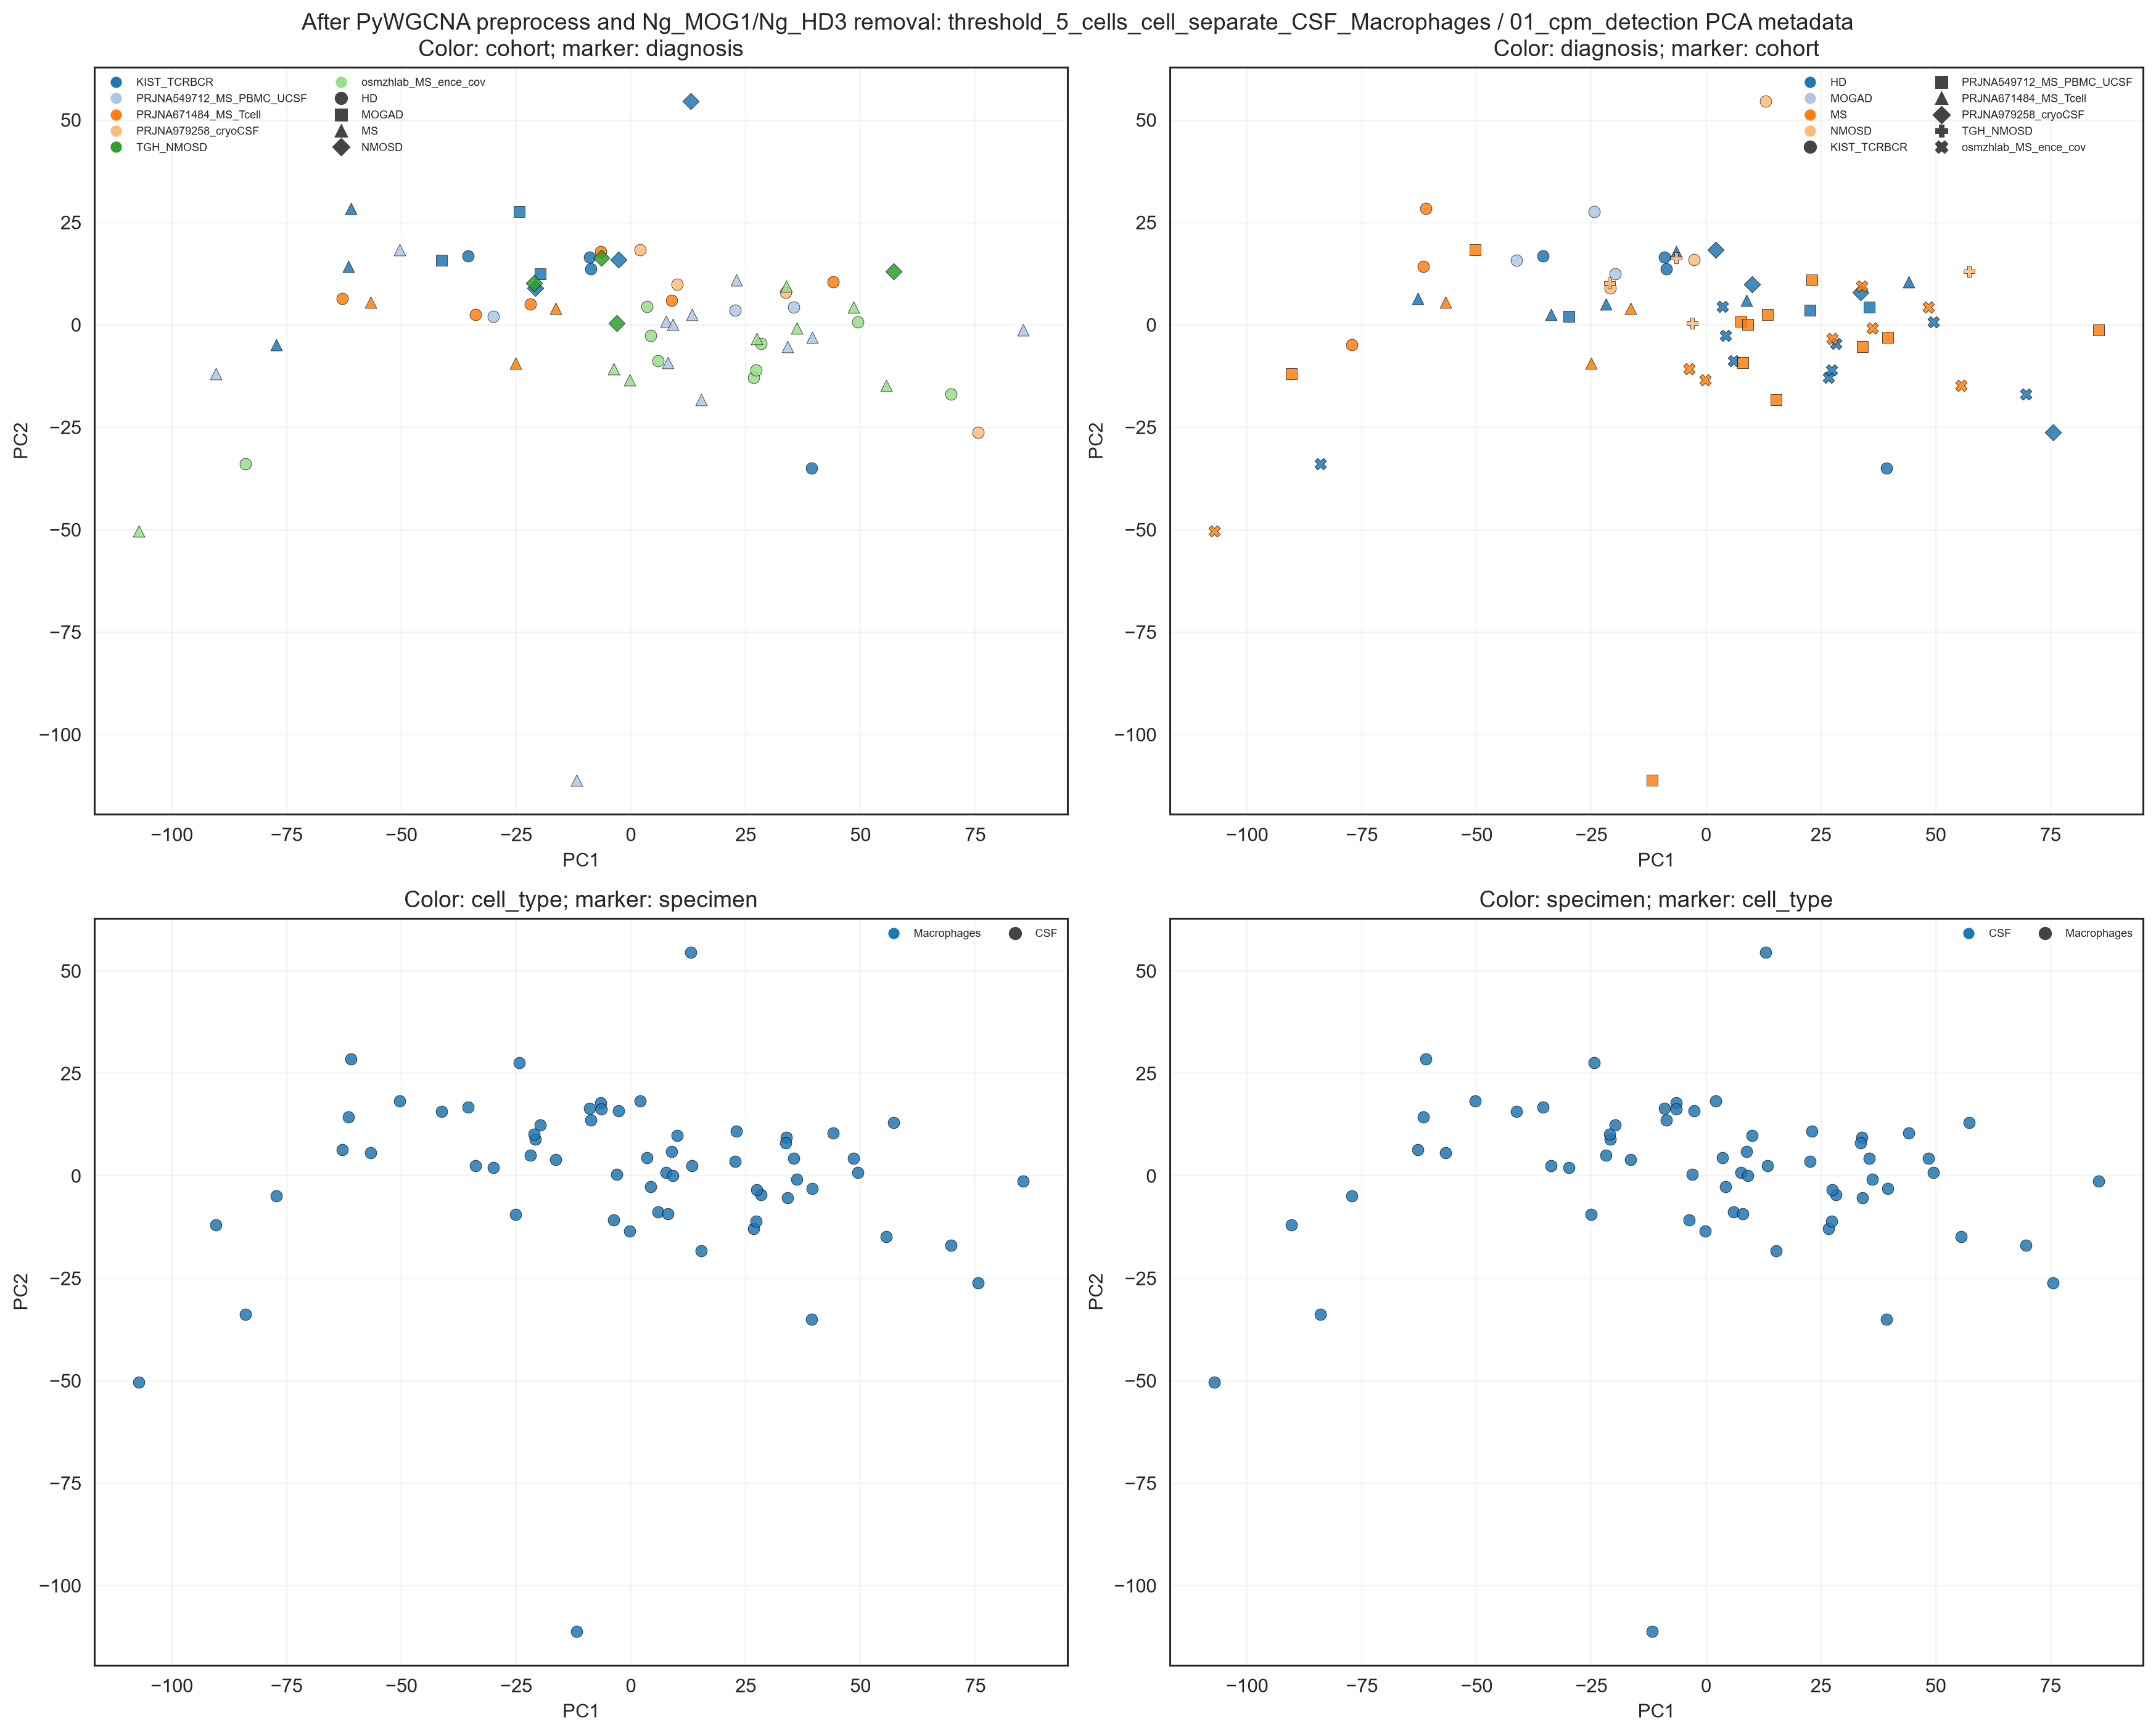 After PyWGCNA preprocess and Ng_MOG1/Ng_HD3 removal: threshold_5_cells_cell_separate_CSF_Macrophages / 01_cpm_detection PCA metadata
Color: cohort; marker: diagnosis
KIST_TCRBCR
PRJNA549712_MS_PBMC_UCSF
PRJNA671484_MS_Tcell
PRJNA979258_cryoCSF
TGH_NMOSD
osmzhlab_MS_ence_cov
HD
MOGAD
MS
NMOSD
50
25
0
−25
−50
−75
−100
PC2
−100 −75 −50 −25 0 25 50 75
PC1
Color: diagnosis; marker: cohort
HD
MOGAD
MS
NMOSD
KIST_TCRBCR
PRJNA549712_MS_PBMC_UCSF
PRJNA671484_MS_Tcell
PRJNA979258_cryoCSF
TGH_NMOSD
osmzhlab_MS_ence_cov
50
25
0
−25
−50
−75
−100
PC2
−100 −75 −50 −25 0 25 50 75
PC1
Color: cell_type; marker: specimen
Macrophages CSF
50
25
0
−25
−50
−75
−100
PC2
−100 −75 −50 −25 0 25 50 75
PC1
Color: specimen; marker: cell_type
CSF Macrophages
50
25
0
−25
−50
−75
−100
PC2
−100 −75 −50 −25 0 25 50 75
PC1